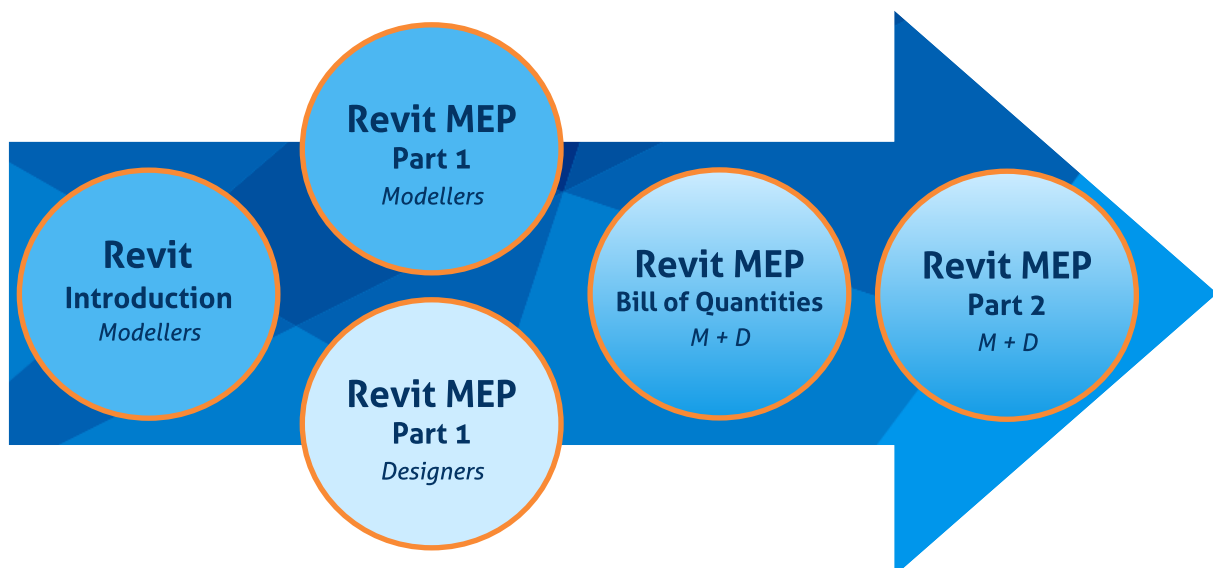 Revit
Introduction
Modellers
Revit MEP
Part 1
Modellers
Revit MEP
Part 1
Designers
Revit MEP
Bill of Quantities
M + D
Revit MEP
Part 2
M + D